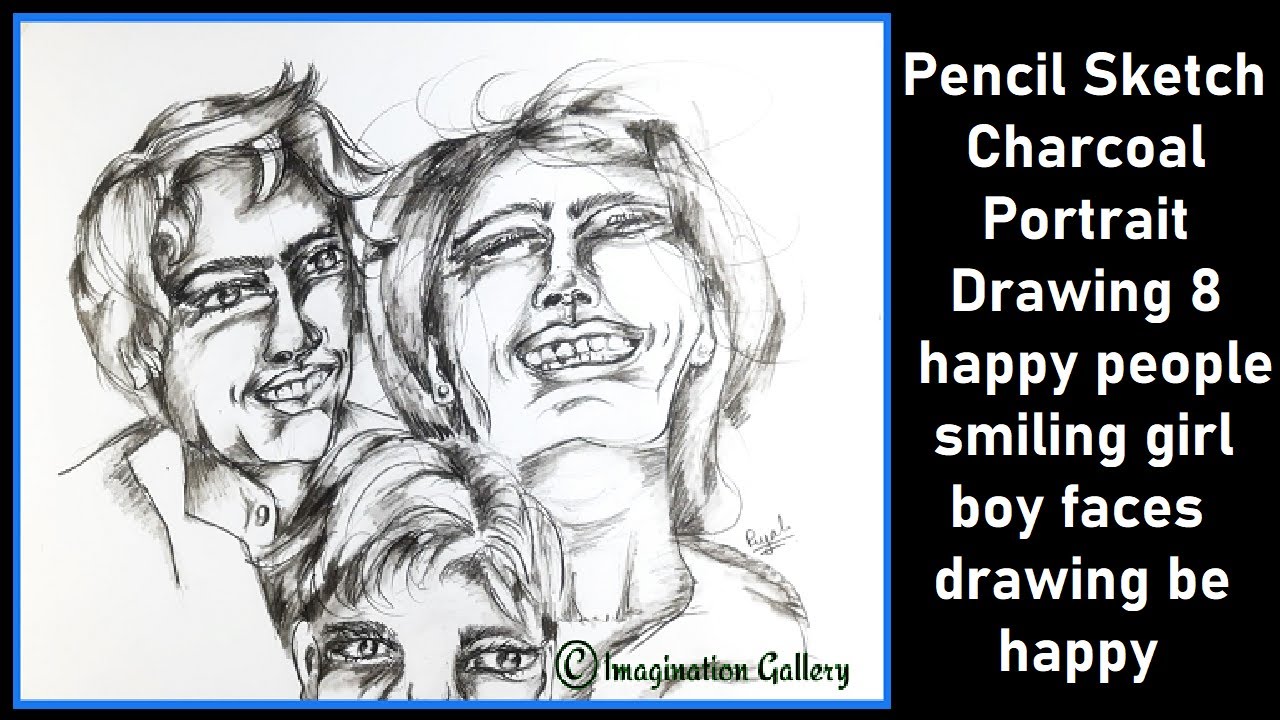 Pencil Sketch
Charcoal
Portrait
Drawing 8
happy people
smiling girl
boy faces
drawing be
happy
© Imagination Gallery